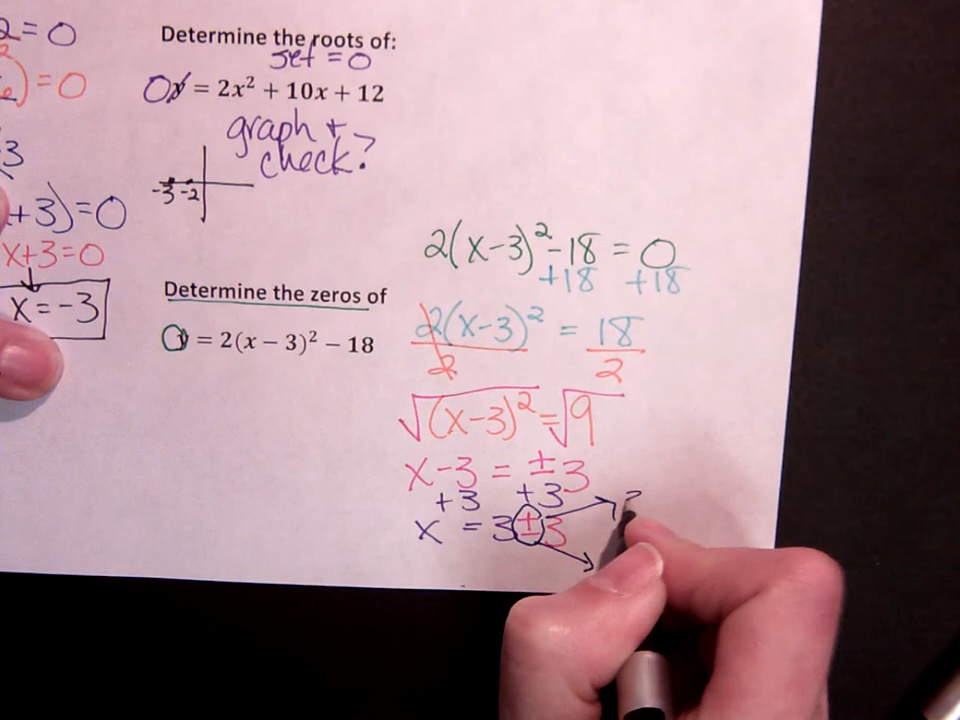 2=0
)=0
3
+3)=0
x+3=0
x=-3
Determine the roots of:
set = 0
0y = 2x² + 10x + 12
graph +
check?
-3 -2
Determine the zeros of
= 2(x − 3)² − 18
2(x-3)²-18 = 0
+18 +18
2(x-3)² = 18
2 2
√(x-3)² = √9
x-3 = ±3
+3 +3
x = 3±3